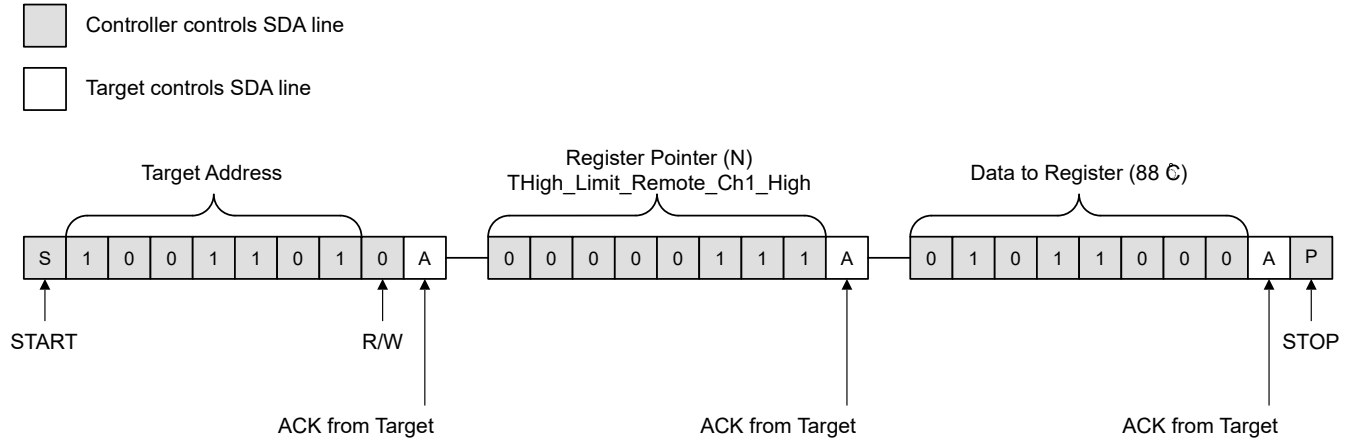 Controller controls SDA line
Target controls SDA line
Target Address
Register Pointer (N)
THigh_Limit_Remote_Ch1_High
Data to Register (88 °C)
S 1 0 0 1 1 0 1 0 A 0 0 0 0 0 1 1 1 A 0 1 0 1 1 0 0 0 A P
START
R/W
STOP
ACK from Target
ACK from Target
ACK from Target